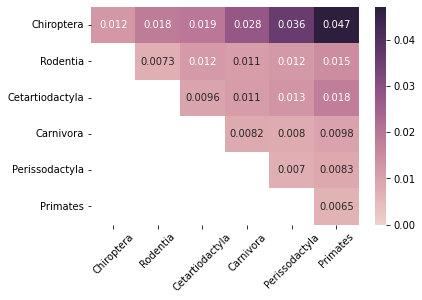 Chiroptera 0.012 0.018 0.019 0.028 0.036 0.047
Rodentia 0.0073 0.012 0.011 0.012 0.015
Cetartiodactyla 0.0096 0.011 0.013 0.018
Carnivora 0.0082 0.008 0.0098
Perissodactyla 0.007 0.0083
Primates 0.0065
Chiroptera
Rodentia
Cetartiodactyla
Carnivora
Perissodactyla
Primates
0.04
0.03
0.02
0.01
0.00